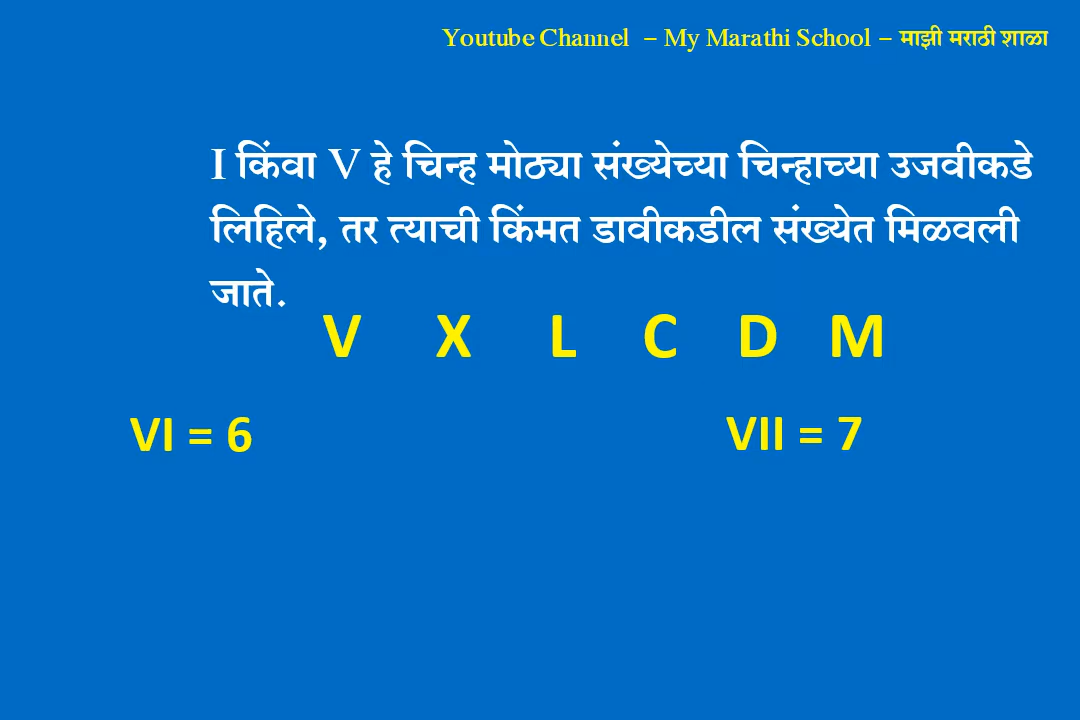 Youtube Channel – My Marathi School – माझी मराठी शाळा
I किंवा V हे चिन्ह मोठ्या संख्येच्या चिन्हाच्या उजवीकडे
लिहिले, तर त्याची किंमत डावीकडील संख्येत मिळवली
जाते.
V X L C D M
VI = 6 VII = 7